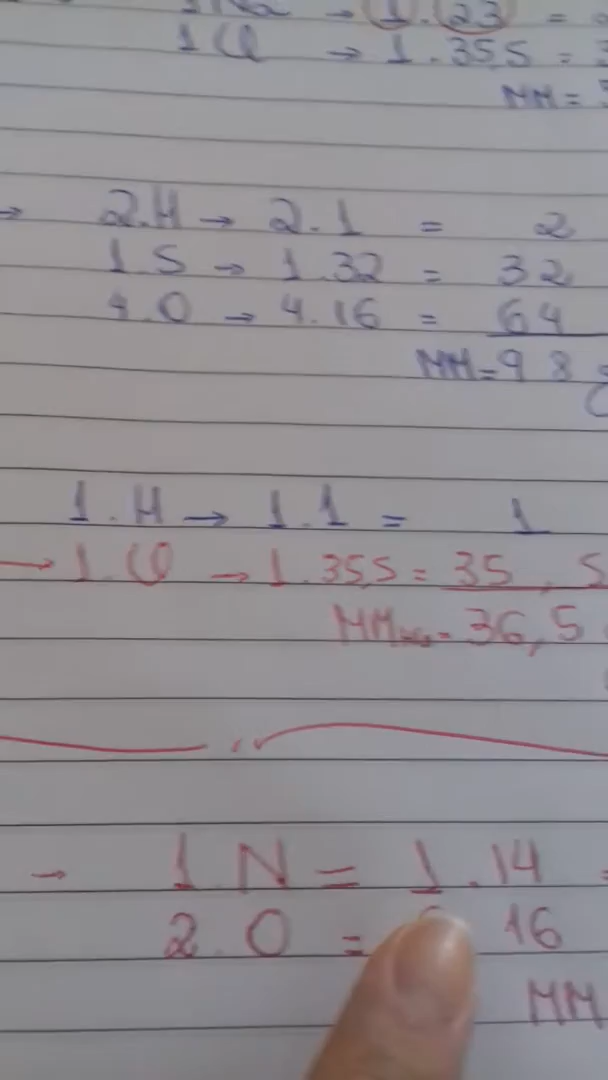 → 1.23 =
1 Cl → 1.35,5 =
MM =
→ 2.H → 2.1 = 2
1 S → 1.32 = 32
4.O → 4.16 = 64
MM = 98
1.H → 1.1 = 1
→ 1.Cl → 1.35,5 = 35,5
MM = 36,5
→ 1.N = 1.14 =
2.O = 16
MM